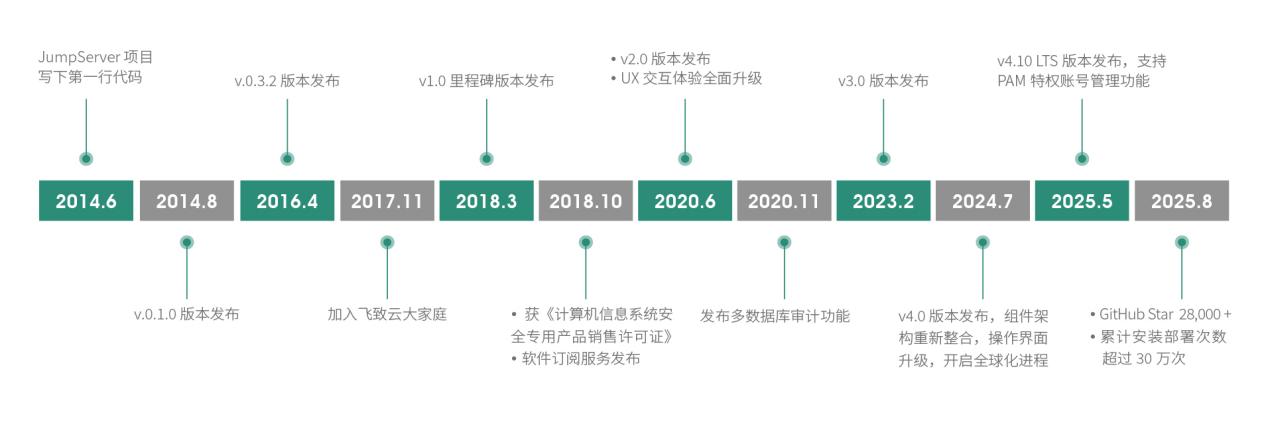 JumpServer 项目
写下第一行代码
v.0.3.2 版本发布
v1.0 里程碑版本发布
• v2.0 版本发布
• UX 交互体验全面升级
v3.0 版本发布
v4.10 LTS 版本发布，支持
PAM 特权账号管理功能
2014.6
2014.8
2016.4
2017.11
2018.3
2018.10
2020.6
2020.11
2023.2
2024.7
2025.5
2025.8
v.0.1.0 版本发布
加入飞致云大家庭
• 获《计算机信息系统安
全专用产品销售许可证》
• 软件订阅服务发布
发布多数据库审计功能
v4.0 版本发布，组件架
构重新整合，操作界面
升级，开启全球化进程
• GitHub Star 28,000 +
• 累计安装部署次数
超过 30 万次